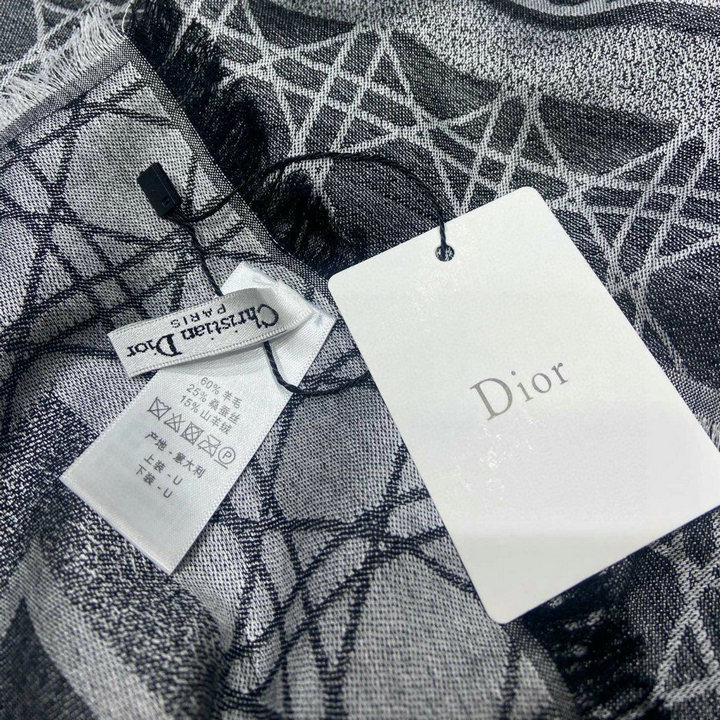 Christian Dior
PARIS
60% 羊毛
25% 桑蚕丝
15% 山羊绒
产地 - 意大利
上装 - U
下装 - U
Dior